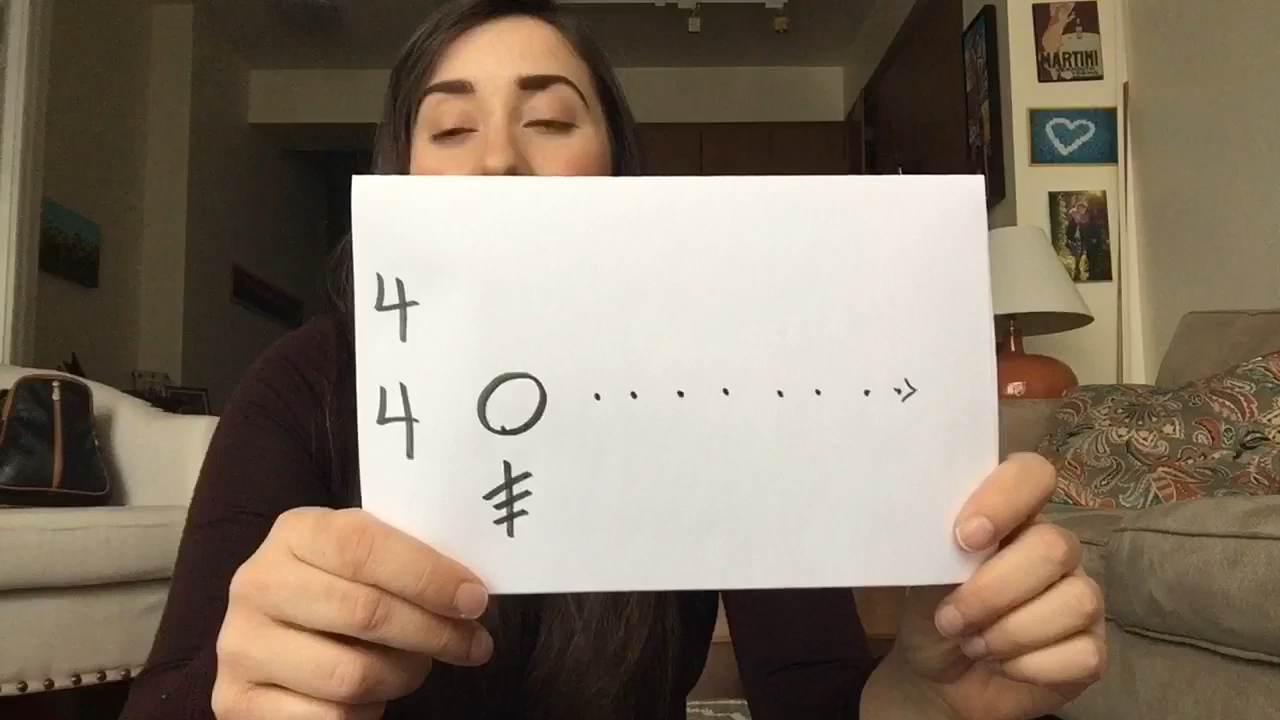 MARTINI
4
4 O . . . . . . . . >